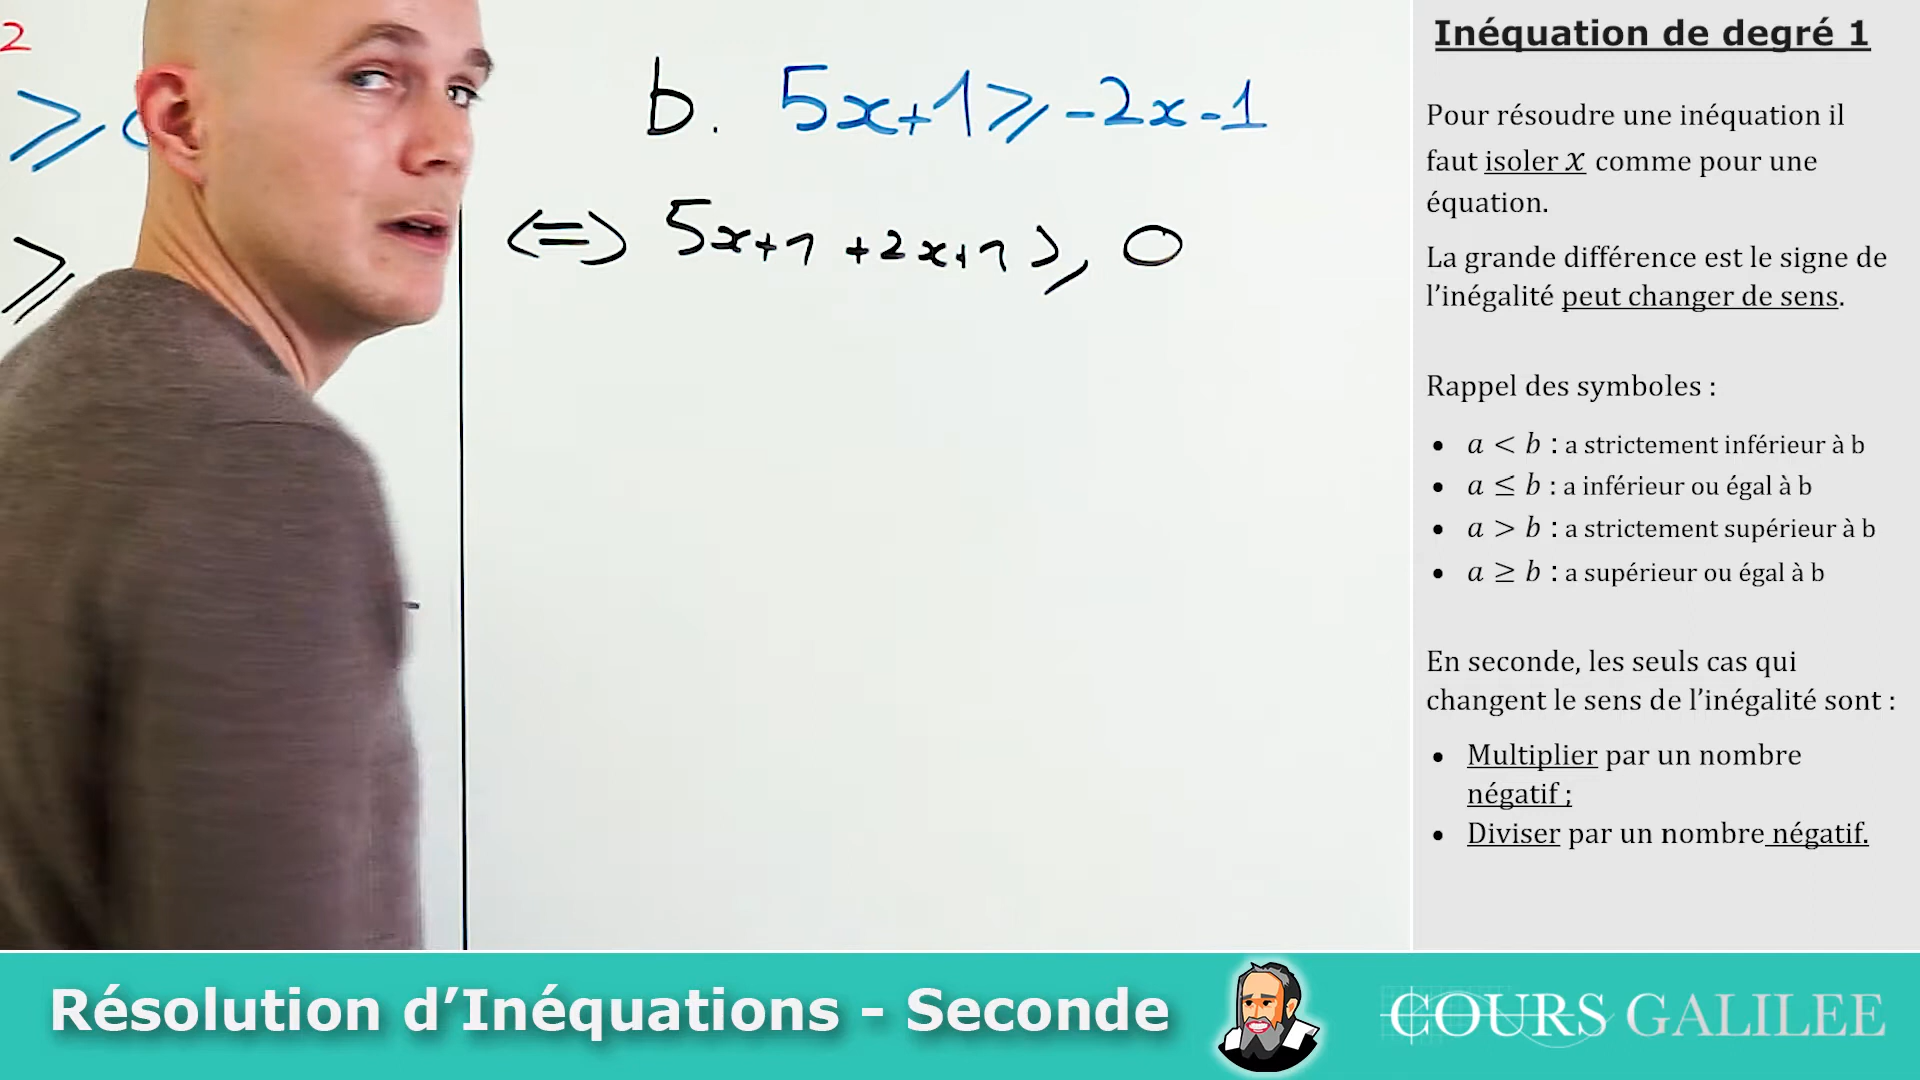 2
≥
b. 5x+1≥-2x-1
≥
<=> 5x+1 +2x+1 ≥ 0
Inéquation de degré 1
Pour résoudre une inéquation il
faut isoler x comme pour une
équation.
La grande différence est le signe de
l’inégalité peut changer de sens.
Rappel des symboles :
• a < b : a strictement inférieur à b
• a ≤ b : a inférieur ou égal à b
• a > b : a strictement supérieur à b
• a ≥ b : a supérieur ou égal à b
En seconde, les seuls cas qui
changent le sens de l’inégalité sont :
• Multiplier par un nombre
négatif ;
• Diviser par un nombre négatif.
Résolution d’Inéquations - Seconde
COURS GALILEE